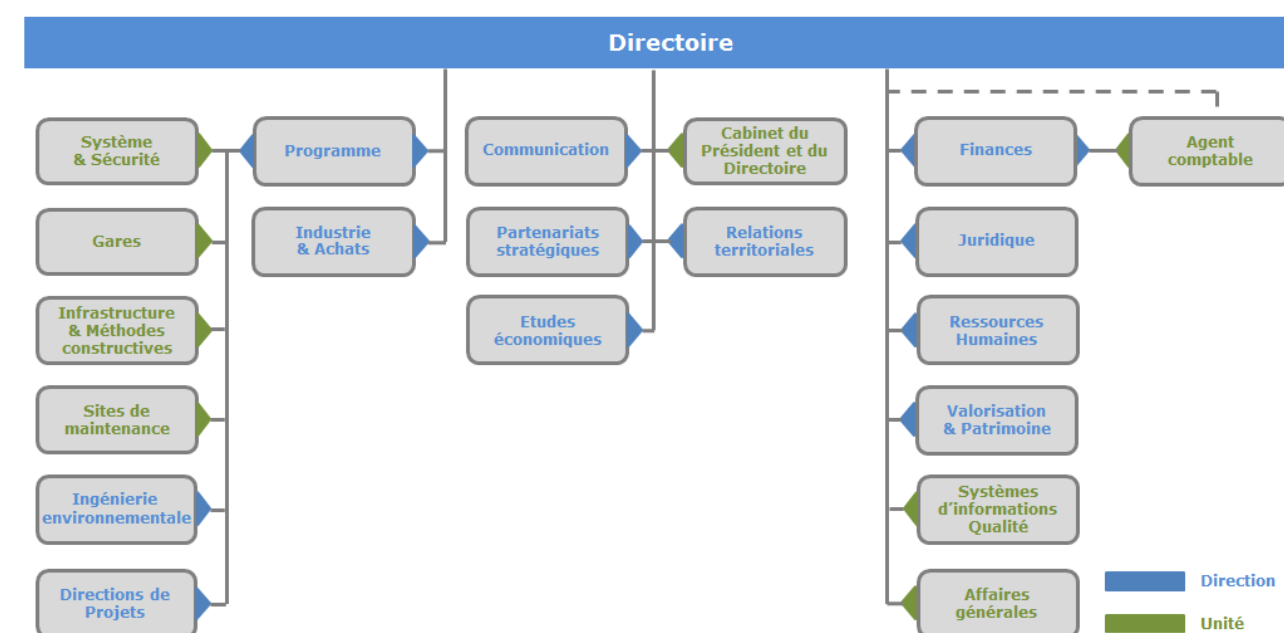 Directoire
Système
& Sécurité
Programme
Communication
Cabinet du
Président et du
Directoire
Finances
Agent
comptable
Gares
Industrie
& Achats
Partenariats
stratégiques
Relations
territoriales
Juridique
Infrastructure
& Méthodes
constructives
Etudes
économiques
Ressources
Humaines
Sites de
maintenance
Valorisation
& Patrimoine
Ingénierie
environnementale
Systèmes
d’informations
Qualité
Directions de
Projets
Affaires
générales
Direction
Unité